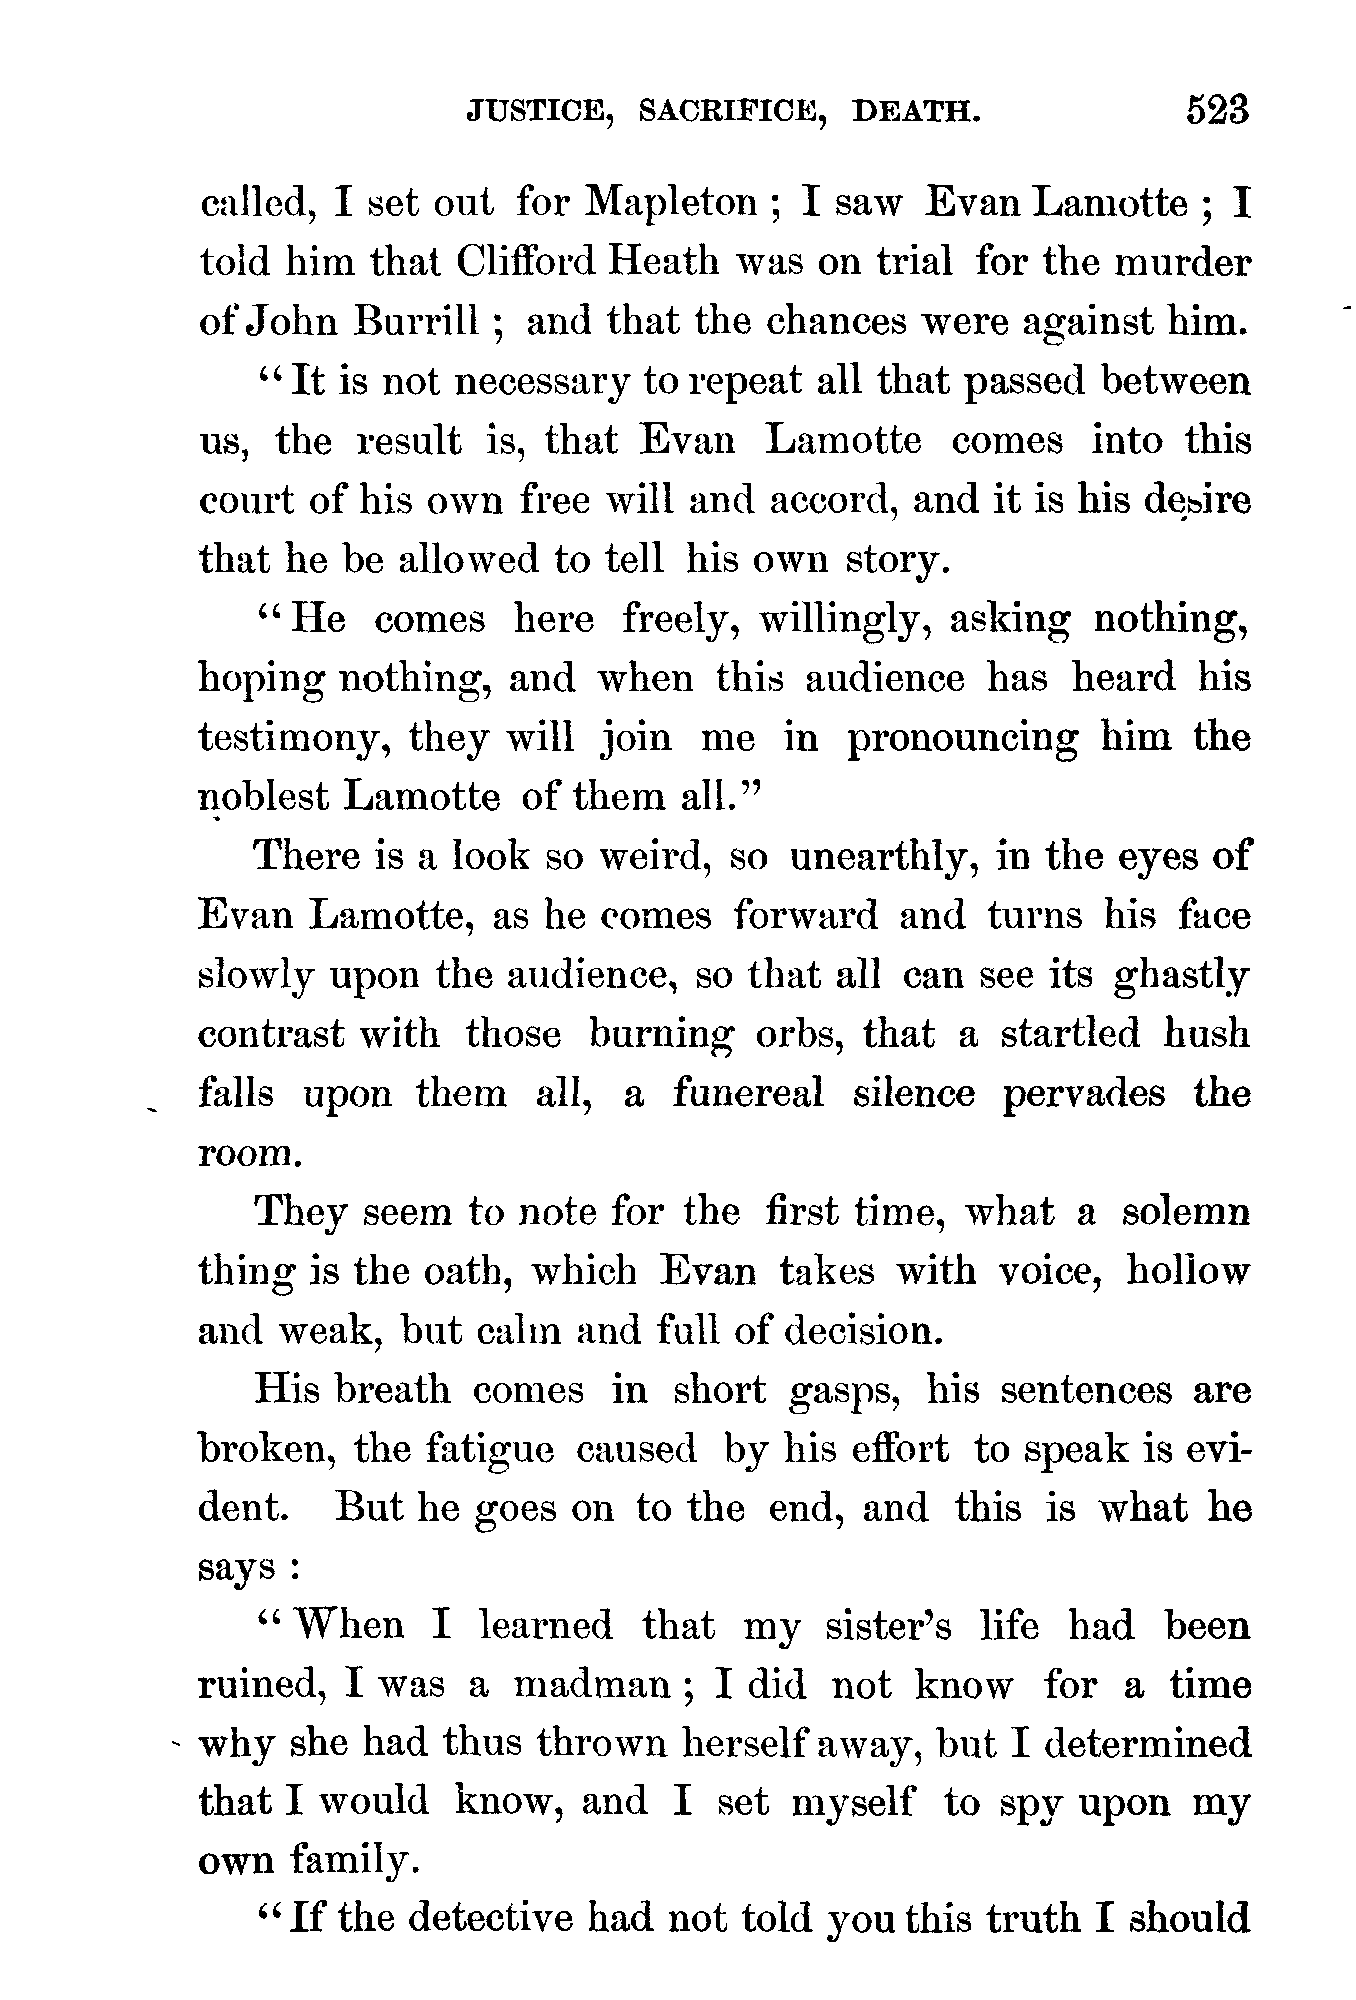 JUSTICE, SACRIFICE, DEATH. 523
called, I set out for Mapleton ; I saw Evan Lamotte ; I
told him that Clifford Heath was on trial for the murder
of John Burrill ; and that the chances were against him.
“ It is not necessary to repeat all that passed between
us, the result is, that Evan Lamotte comes into this
court of his own free will and accord, and it is his desire
that he be allowed to tell his own story.
“ He comes here freely, willingly, asking nothing,
hoping nothing, and when this audience has heard his
testimony, they will join me in pronouncing him the
noblest Lamotte of them all.”
There is a look so weird, so unearthly, in the eyes of
Evan Lamotte, as he comes forward and turns his face
slowly upon the audience, so that all can see its ghastly
contrast with those burning orbs, that a startled hush
falls upon them all, a funereal silence pervades the
room.
They seem to note for the first time, what a solemn
thing is the oath, which Evan takes with voice, hollow
and weak, but calm and full of decision.
His breath comes in short gasps, his sentences are
broken, the fatigue caused by his effort to speak is evi-
dent. But he goes on to the end, and this is what he
says :
“ When I learned that my sister’s life had been
ruined, I was a madman ; I did not know for a time
why she had thus thrown herself away, but I determined
that I would know, and I set myself to spy upon my
own family.
“ If the detective had not told you this truth I should